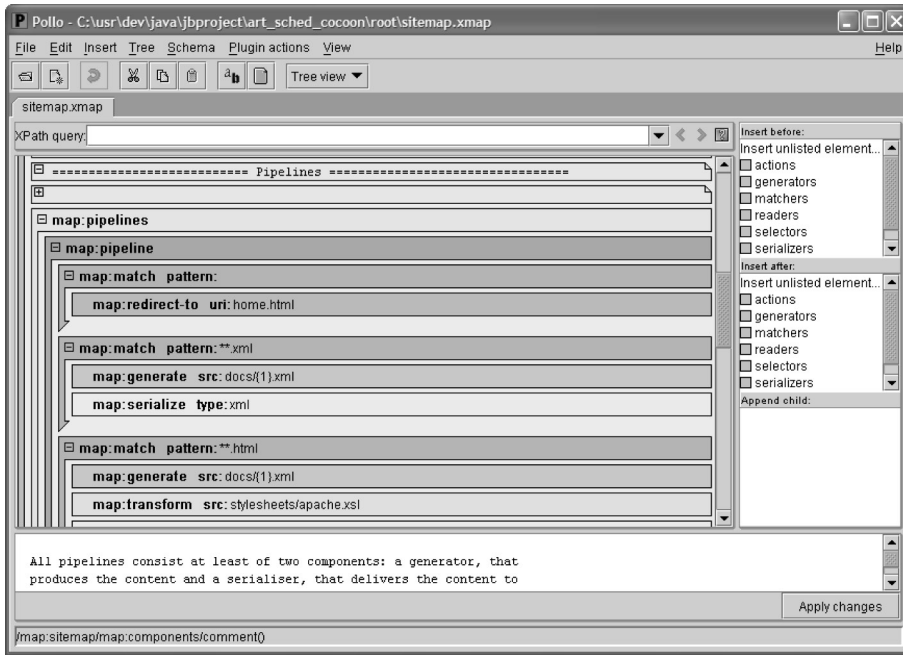 Pollo - C:\usr\dev\java\jbproject\art_sched_cocoon\root\sitemap.xmap
File Edit Insert Tree Schema Plugin actions View Help
ab Tree view
sitemap.xmap
XPath query:
============================ Pipelines ==================================
map:pipelines
map:pipeline
map:match pattern:
map:redirect-to uri: home.html
map:match pattern: **.xml
map:generate src: docs/{1}.xml
map:serialize type: xml
map:match pattern: **.html
map:generate src: docs/{1}.xml
map:transform src: stylesheets/apache.xsl
Insert before:
Insert unlisted element...
actions
generators
matchers
readers
selectors
serializers
Insert after:
Insert unlisted element...
actions
generators
matchers
readers
selectors
serializers
Append child:
All pipelines consist at least of two components: a generator, that
produces the content and a serialiser, that delivers the content to
Apply changes
/map:sitemap/map:components/comment()